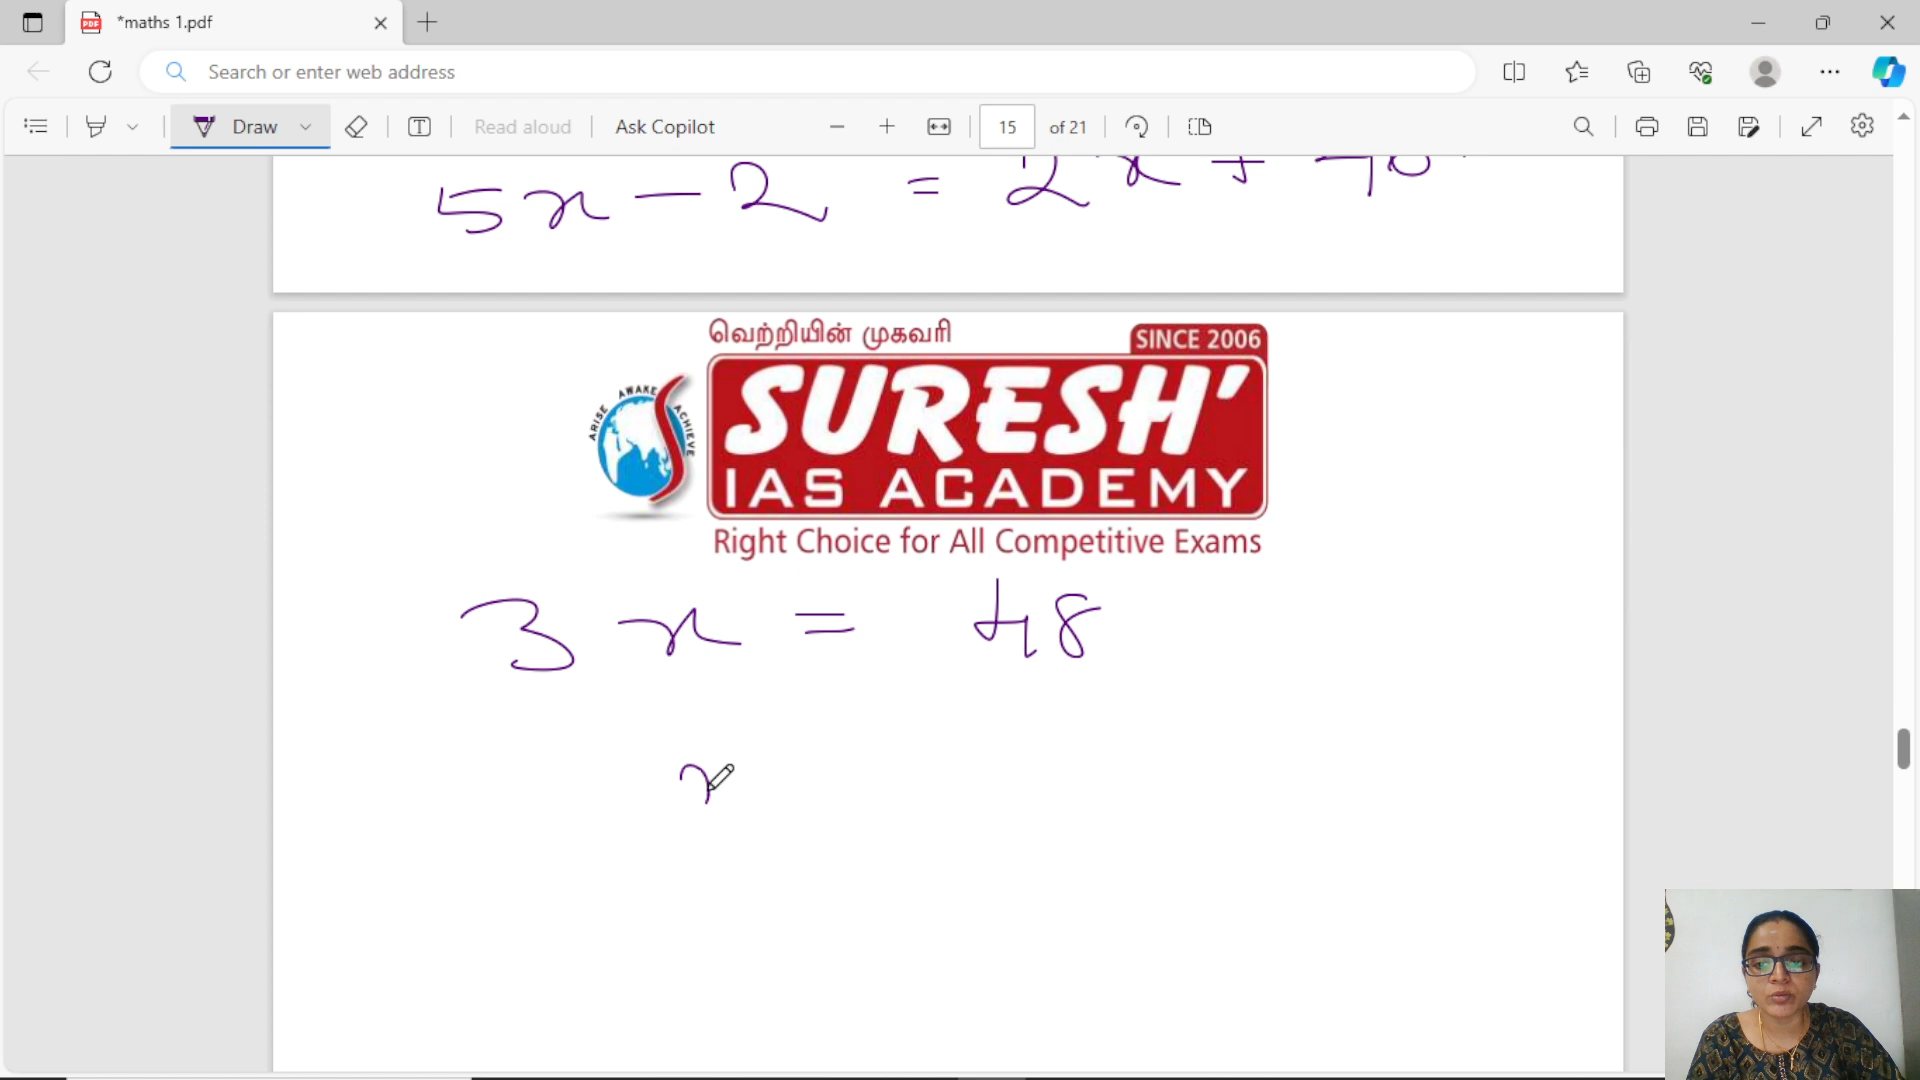 *maths 1.pdf
Search or enter web address
Draw
Read aloud
Ask Copilot
15
of 21
5x - 2 = 2x +
வெற்றியின் முகவரி
SINCE 2006
ARISE AWAKE ACHIEVE
SURESH'
IAS ACADEMY
Right Choice for All Competitive Exams
3x = 48
x